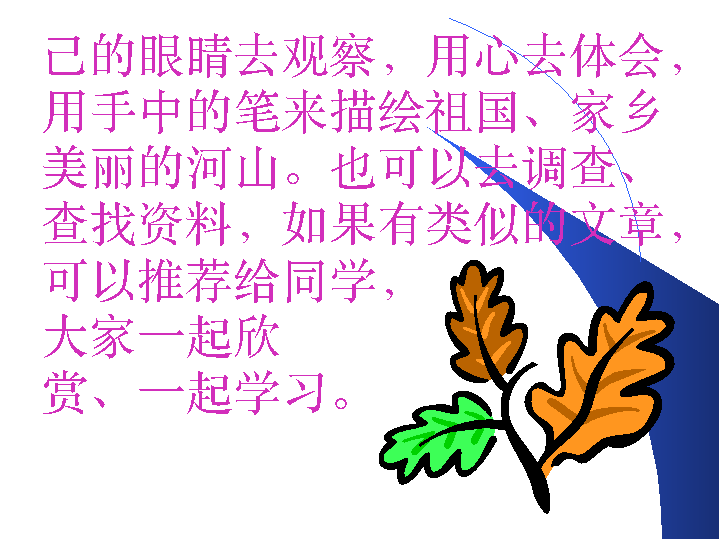 己的眼睛去观察，用心去体会，
用手中的笔来描绘祖国、家乡
美丽的河山。也可以去调查、
查找资料，如果有类似的文章，
可以推荐给同学，
大家一起欣
赏、一起学习。